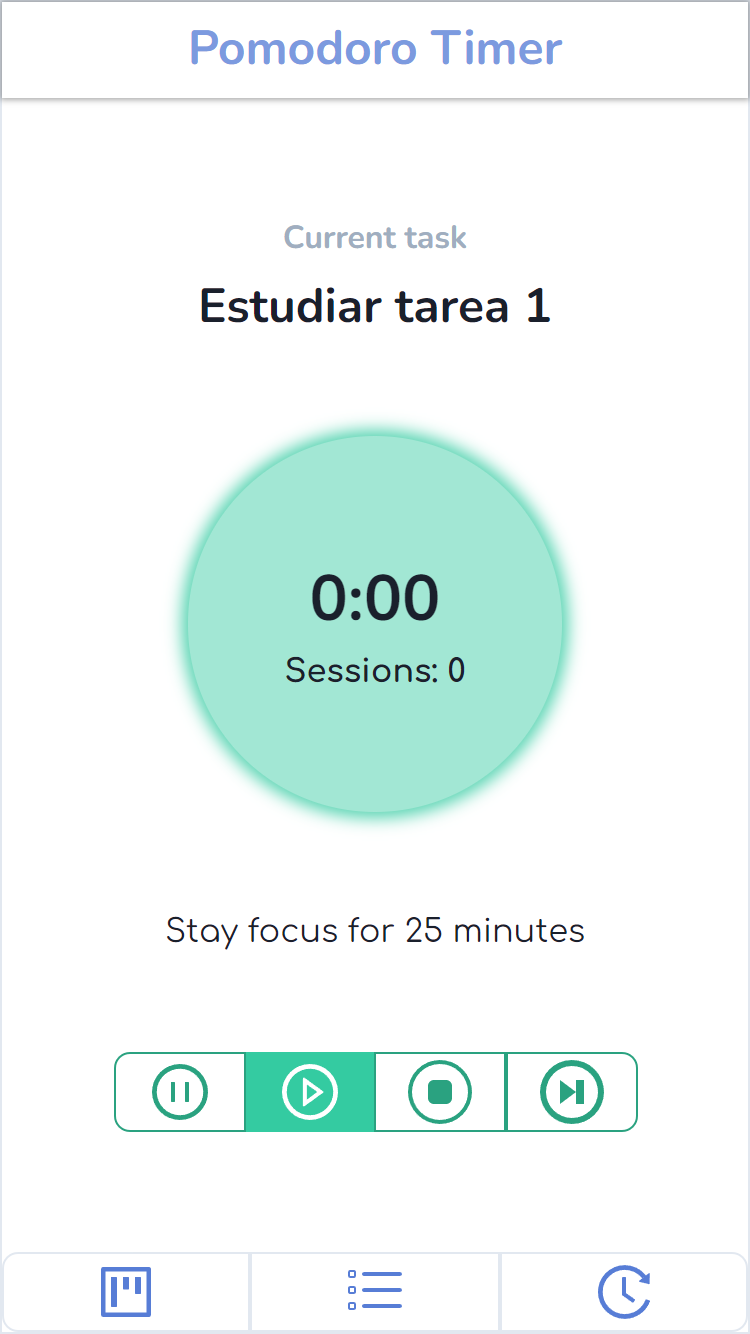 Pomodoro Timer
Current task
Estudiar tarea 1
0:00
Sessions: 0
Stay focus for 25 minutes